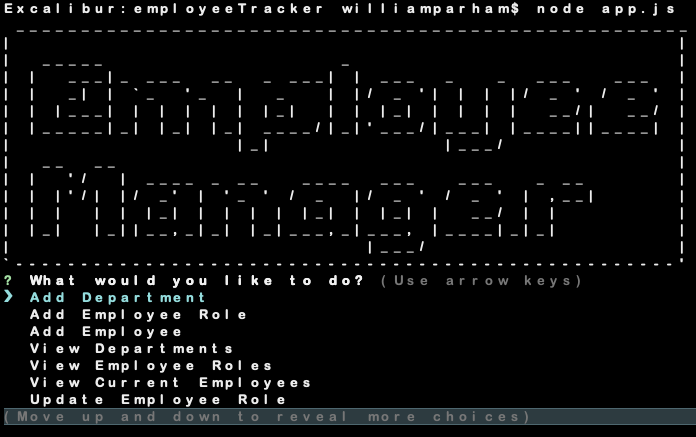 Excalibur:employeeTracker williamparham$ node app.js
Employee
Manager
? What would you like to do? (Use arrow keys)
❯ Add Department
Add Employee Role
Add Employee
View Departments
View Employee Roles
View Current Employees
Update Employee Role
(Move up and down to reveal more choices)